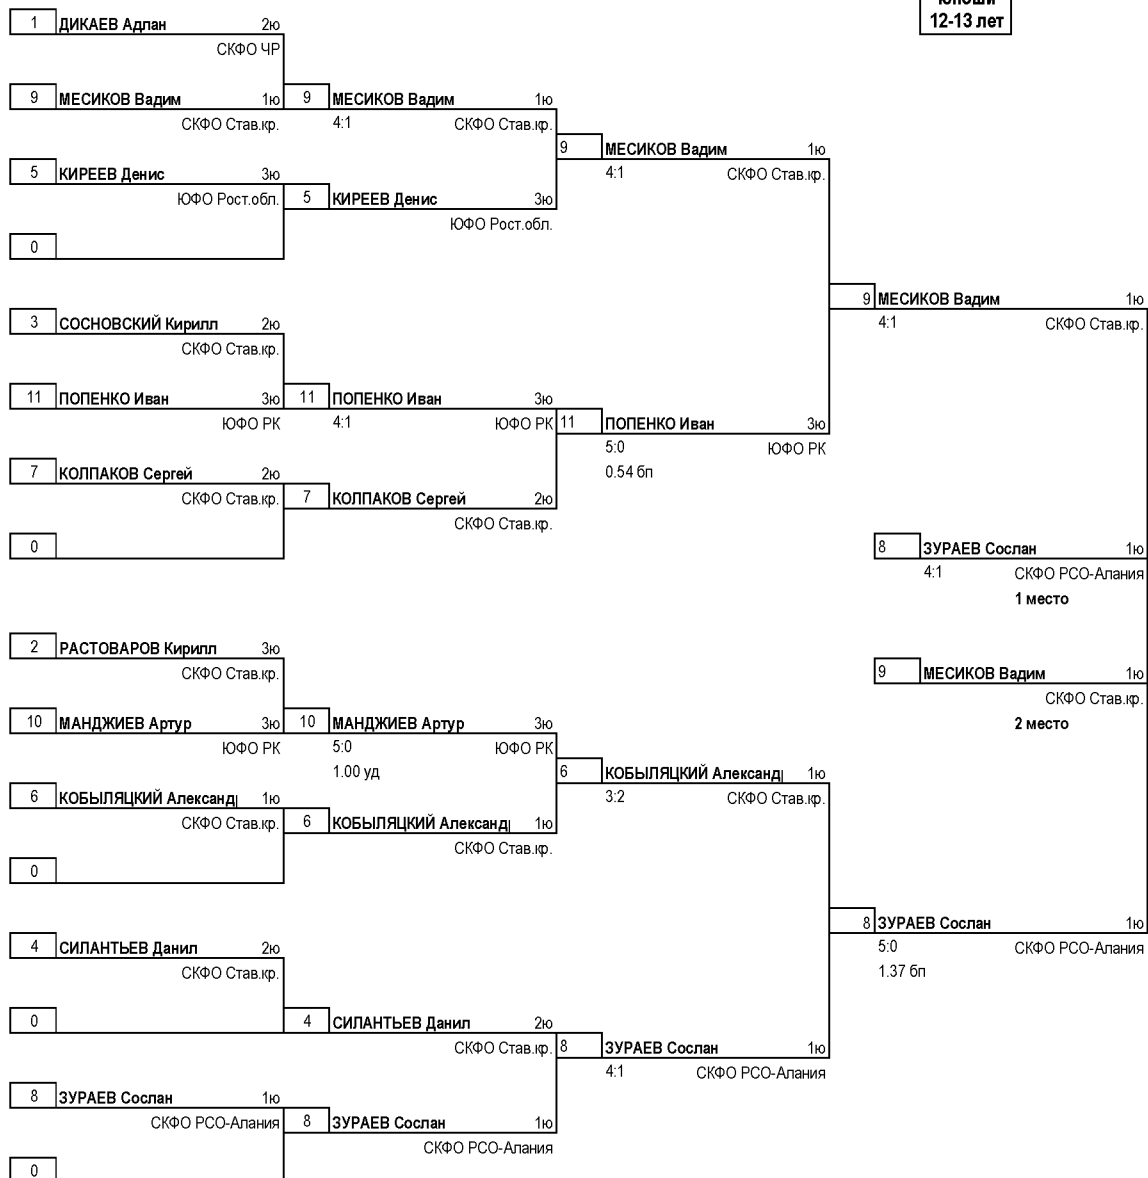 юноши
12-13 лет
1 ДИКАЕВ Адлан 2ю
СКФО ЧР
9 МЕСИКОВ Вадим 1ю 9 МЕСИКОВ Вадим 1ю
СКФО Став.кр. 4:1 СКФО Став.кр.
9 МЕСИКОВ Вадим 1ю
5 КИРЕЕВ Денис 3ю 4:1 СКФО Став.кр.
ЮФО Рост.обл. 5 КИРЕЕВ Денис 3ю
ЮФО Рост.обл.
0
9 МЕСИКОВ Вадим 1ю
3 СОСНОВСКИЙ Кирилл 2ю 4:1 СКФО Став.кр.
СКФО Став.кр.
11 ПОПЕНКО Иван 3ю 11 ПОПЕНКО Иван 3ю
ЮФО РК 4:1 ЮФО РК 11 ПОПЕНКО Иван 3ю
5:0 ЮФО РК
7 КОЛПАКОВ Сергей 2ю 0.54 бп
СКФО Став.кр. 7 КОЛПАКОВ Сергей 2ю
СКФО Став.кр.
0 8 ЗУРАЕВ Сослан 1ю
4:1 СКФО РСО-Алания
1 место
2 РАСТОВАРОВ Кирилл 3ю
СКФО Став.кр. 9 МЕСИКОВ Вадим 1ю
СКФО Став.кр.
10 МАНДЖИЕВ Артур 3ю 10 МАНДЖИЕВ Артур 3ю 2 место
ЮФО РК 5:0 ЮФО РК
1.00 уд 6 КОБЫЛЯЦКИЙ Александ 1ю
6 КОБЫЛЯЦКИЙ Александ 1ю 3:2 СКФО Став.кр.
СКФО Став.кр. 6 КОБЫЛЯЦКИЙ Александ 1ю
СКФО Став.кр.
0
8 ЗУРАЕВ Сослан 1ю
4 СИЛАНТЬЕВ Данил 2ю 5:0 СКФО РСО-Алания
СКФО Став.кр. 1.37 бп
0 4 СИЛАНТЬЕВ Данил 2ю
СКФО Став.кр. 8 ЗУРАЕВ Сослан 1ю
4:1 СКФО РСО-Алания
8 ЗУРАЕВ Сослан 1ю
СКФО РСО-Алания 8 ЗУРАЕВ Сослан 1ю
СКФО РСО-Алания
0